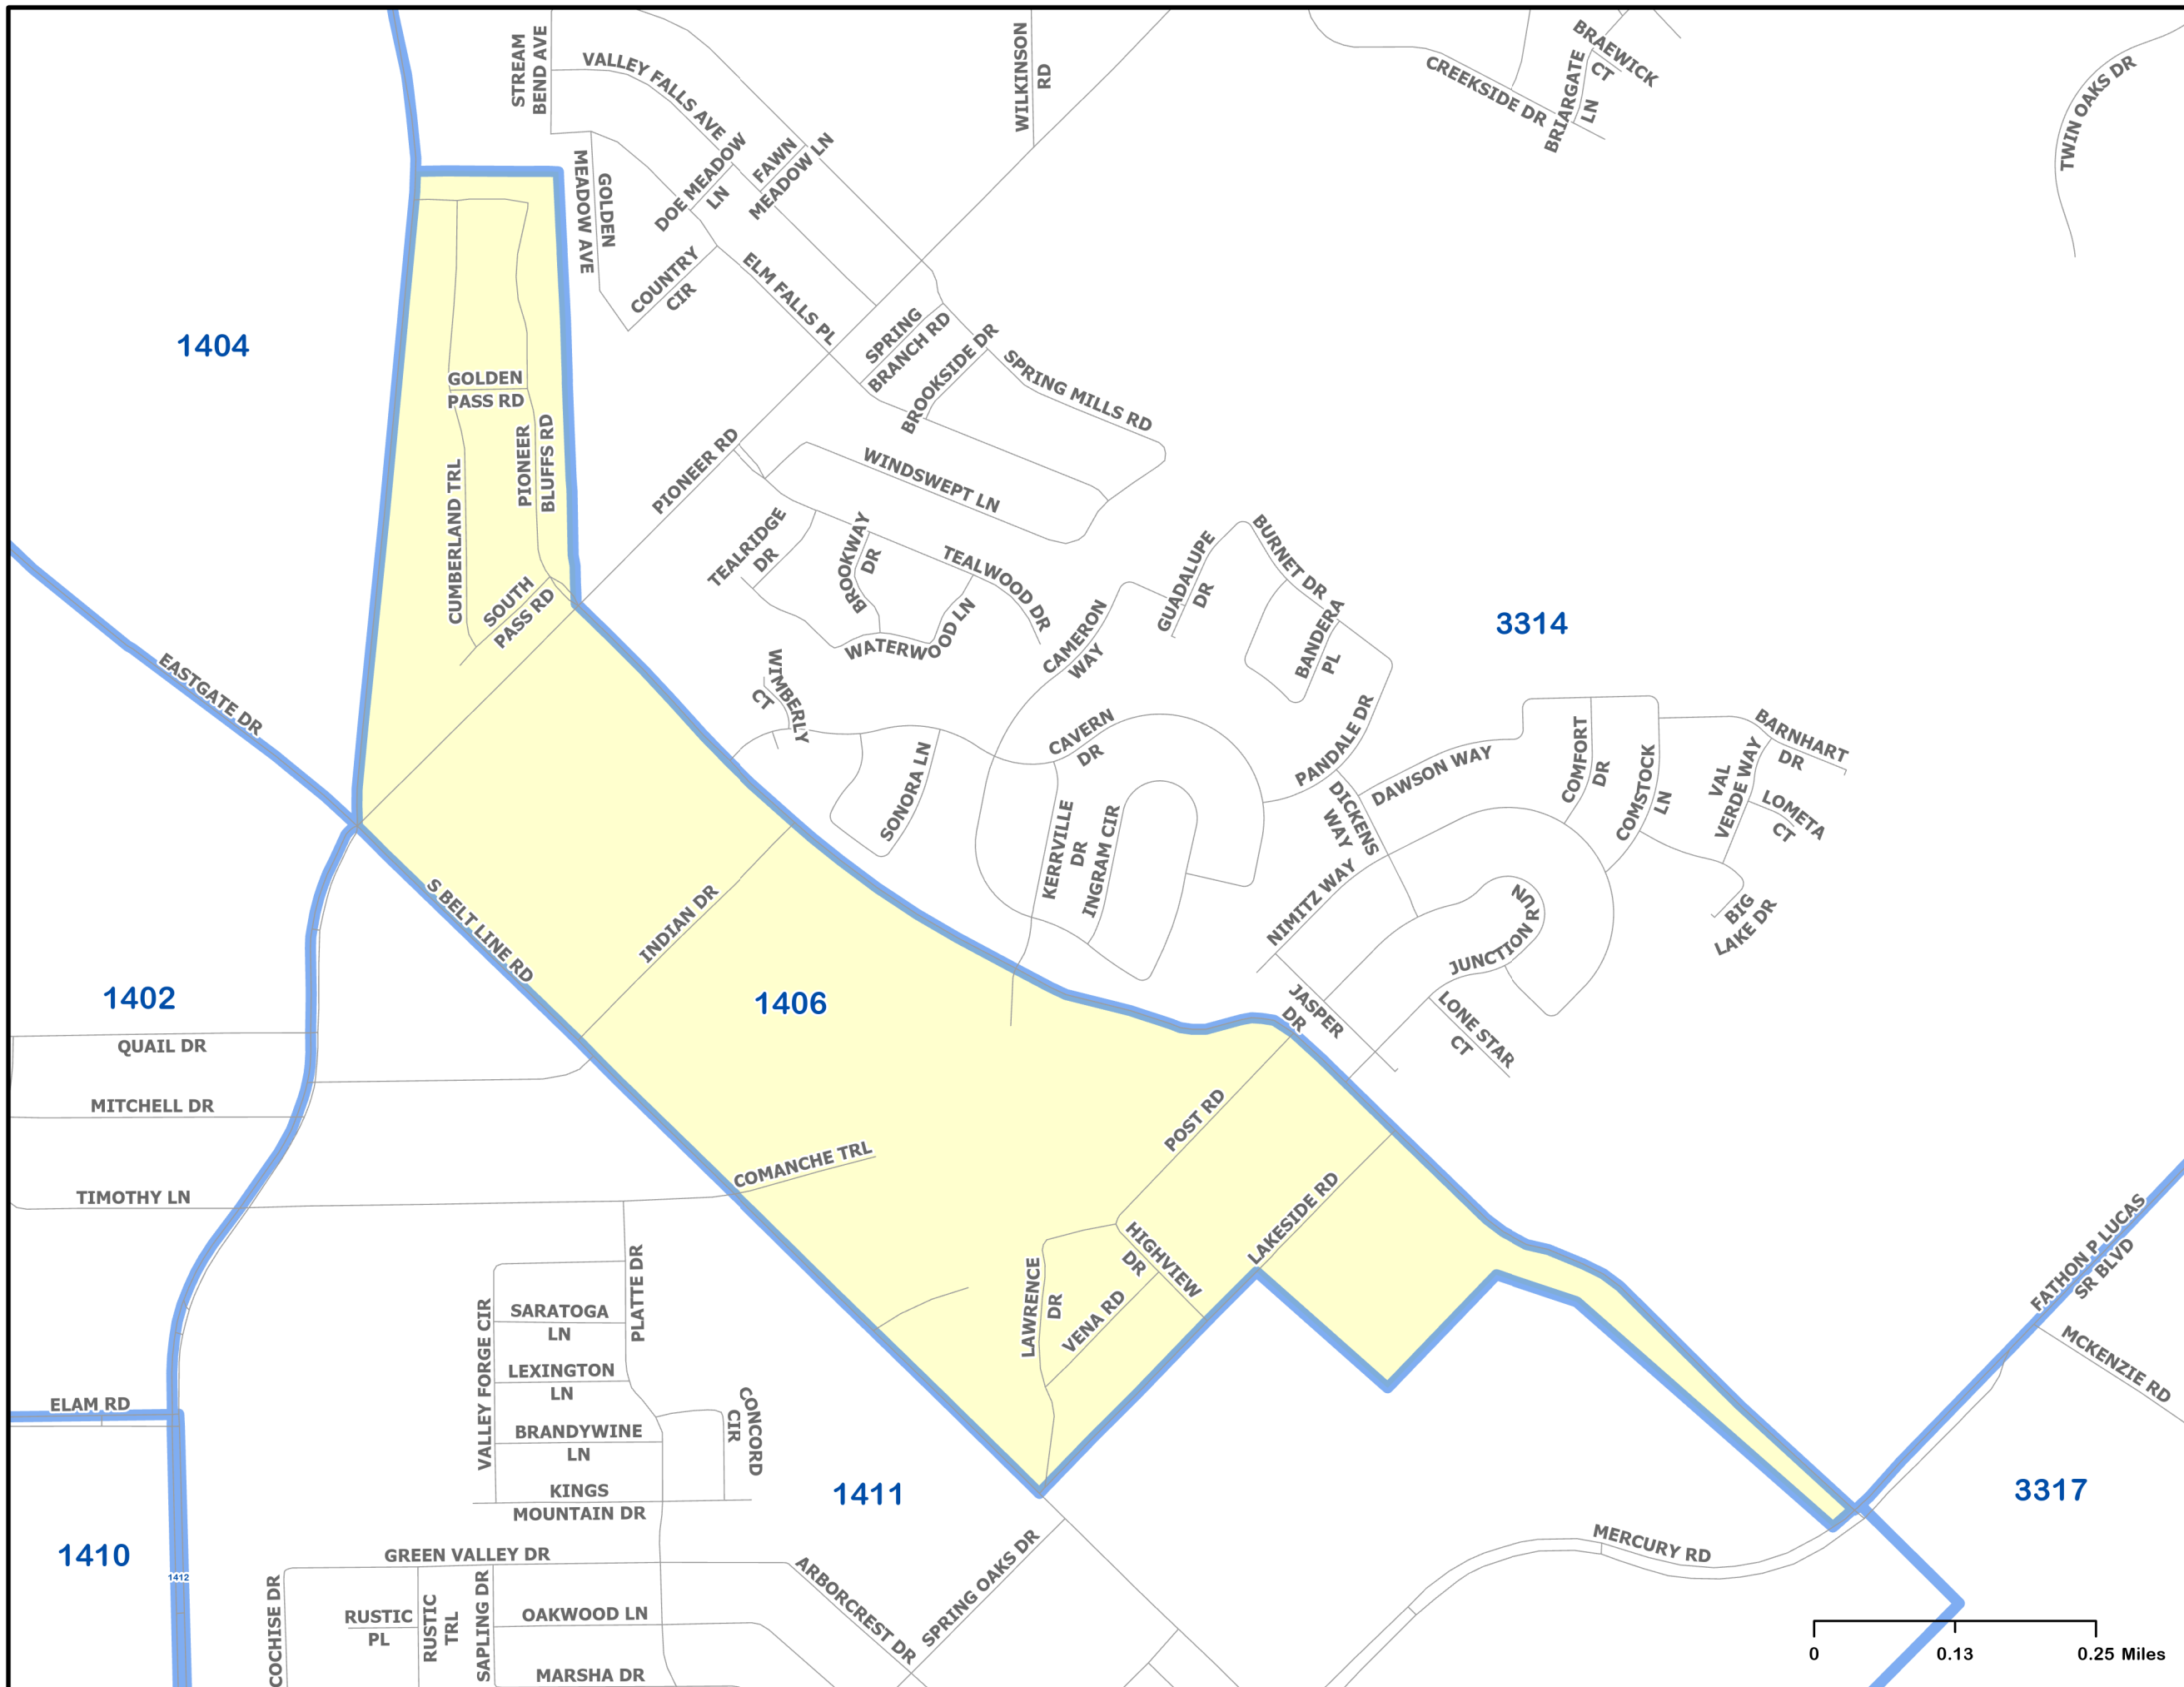 STREAM
BEND AVE
VALLEY FALLS AVE
WILKINSON
RD
CREEKSIDE DR
BRAEWICK
CT
BRIARGATE
LN
TWIN OAKS DR
GOLDEN
MEADOW AVE
DOE MEADOW
LN
FAWN
MEADOW LN
COUNTRY
CIR
ELM FALLS PL
SPRING
BRANCH RD
BROOKSIDE DR
SPRING MILLS RD
1404
GOLDEN
PASS RD
PIONEER
BLUFFS RD
CUMBERLAND TRL
SOUTH
PASS RD
PIONEER RD
WINDSWEPT LN
TEALRIDGE
DR
BROOKWAY
DR
TEALWOOD DR
WATERWOOD LN
GUADALUPE
DR
BURNET DR
BANDERA
PL
CAMERON
WAY
3314
EASTGATE DR
WIMBERLY
CT
CAVERN
DR
SONORA LN
KERRVILLE
DR
INGRAM CIR
PANDALE DR
DICKENS
WAY
DAWSON WAY
COMFORT
DR
COMSTOCK
LN
BARNHART
DR
VAL
VERDE WAY
LOMETA
CT
BIG
LAKE DR
NIMITZ WAY
JUNCTION RUN
JASPER
DR
LONE STAR
CT
S BELT LINE RD
INDIAN DR
1402
1406
QUAIL DR
MITCHELL DR
TIMOTHY LN
COMANCHE TRL
POST RD
LAKESIDE RD
HIGHVIEW
DR
LAWRENCE
DR
VENA RD
PLATTE DR
VALLEY FORGE CIR
SARATOGA
LN
LEXINGTON
LN
BRANDYWINE
LN
KINGS
MOUNTAIN DR
CONCORD
CIR
ELAM RD
FATHON P LUCAS
SR BLVD
MCKENZIE RD
1411
3317
1410
1412
MERCURY RD
GREEN VALLEY DR
COCHISE DR
RUSTIC
PL
RUSTIC
TRL
SAPLING DR
OAKWOOD LN
MARSHA DR
ARBORCREST DR
SPRING OAKS DR
0
0.13
0.25 Miles